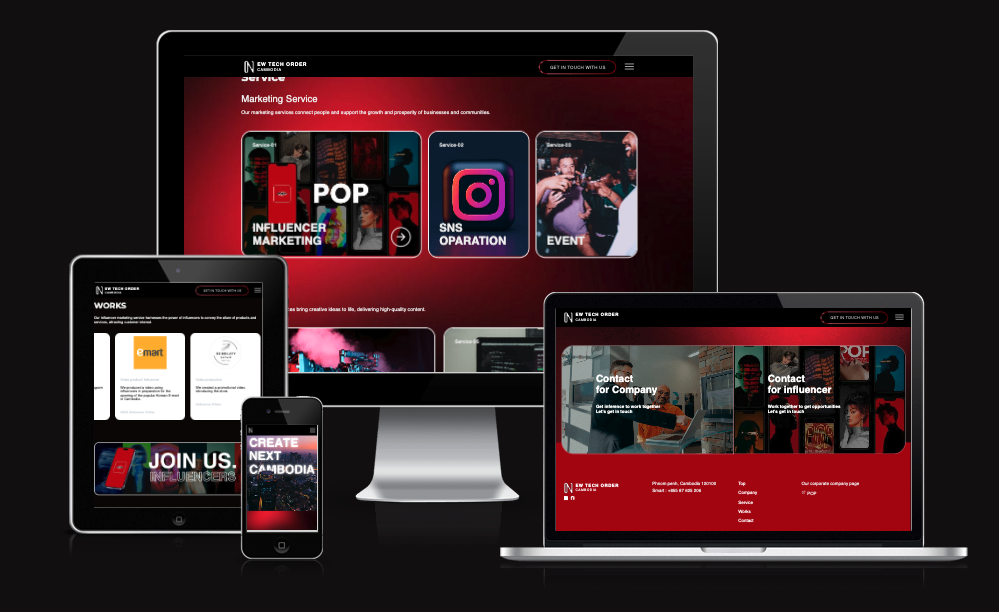 EW TECH ORDER
CAMBODIA
GET IN TOUCH WITH US
Service
Marketing Service
Our marketing services connect people and support the growth and prosperity of businesses and communities.
Service-01
POP
INFLUENCER
MARKETING
Service-02
SNS
OPARATION
Service-03
EVENT
es bring creative ideas to life, delivering high-quality content.
Service-05
EW TECH ORDER
CAMBODIA
GET IN TOUCH WITH US
WORKS
Our influencer marketing service harnesses the power of influencers to convey the allure of products and
services, attracting customer interest.
emart
We produced a video using
influencers in preparation for the
opening of the popular Korean E-mart
in Cambodia.
We created a promotional video
introducing the store.
JOIN US.
INFLUENCERS
CREATE
NEXT
CAMBODIA
EW TECH ORDER
CAMBODIA
GET IN TOUCH WITH US
Contact
for Company
Get inference to work together
Let's get in touch
POP
Contact
for influencer
Work together to get opportunities
Let's get in touch
EW TECH ORDER
CAMBODIA
Phnom penh, Cambodia 120109
Top
Company
Service
Works
Contact
Our corporate company page
POP